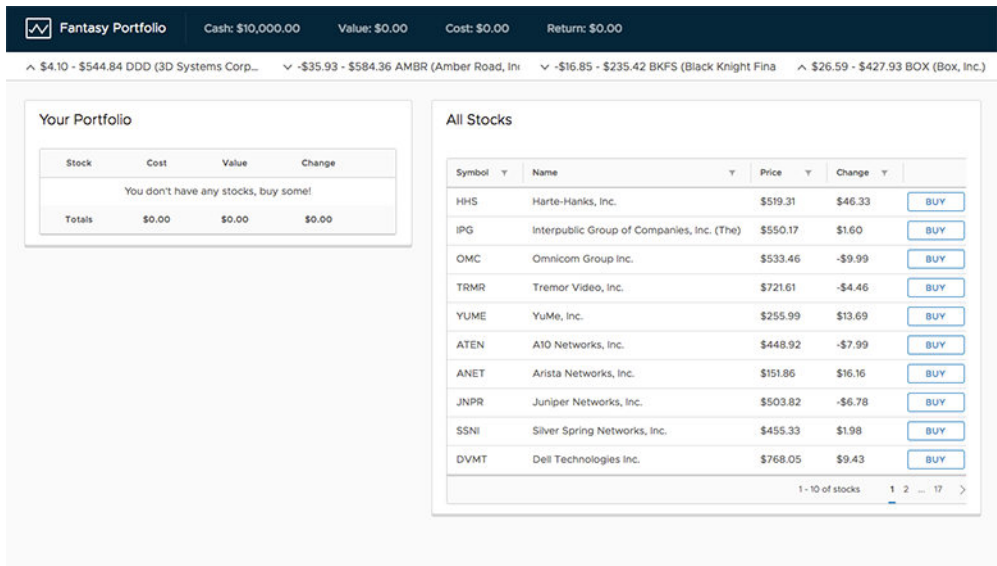 Fantasy Portfolio Cash: $10,000.00 Value: $0.00 Cost: $0.00 Return: $0.00
$4.10 - $544.84 DDD (3D Systems Corp... -$35.93 - $584.36 AMBR (Amber Road, Inc -$16.85 - $235.42 BKFS (Black Knight Fina $26.59 - $427.93 BOX (Box, Inc.)
Your Portfolio
Stock Cost Value Change
You don't have any stocks, buy some!
Totals $0.00 $0.00 $0.00
All Stocks
Symbol Name Price Change
HHS Harte-Hanks, Inc. $519.31 $46.33 BUY
IPG Interpublic Group of Companies, Inc. (The) $550.17 $1.60 BUY
OMC Omnicom Group Inc. $533.46 -$9.99 BUY
TRMR Tremor Video, Inc. $721.61 -$4.46 BUY
YUME YuMe, Inc. $255.99 $13.69 BUY
ATEN A10 Networks, Inc. $448.92 -$7.99 BUY
ANET Arista Networks, Inc. $151.86 $16.16 BUY
JNPR Juniper Networks, Inc. $503.82 -$6.78 BUY
SSNI Silver Spring Networks, Inc. $455.33 $1.98 BUY
DVMT Dell Technologies Inc. $768.05 $9.43 BUY
1 - 10 of stocks 1 2 ... 17